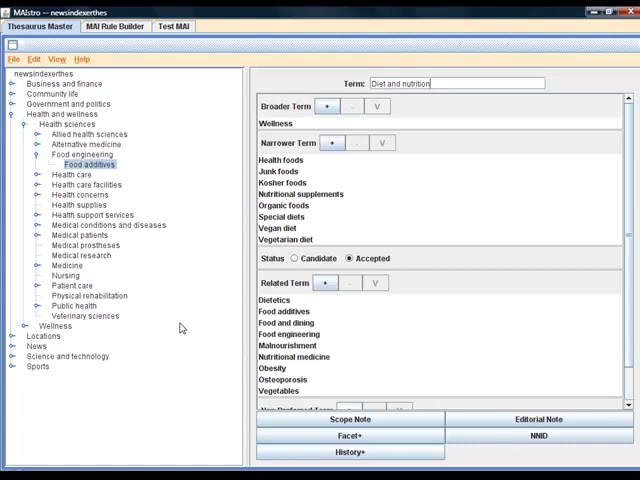 MAIstro -- newsindexerthes
Thesaurus Master
MAI Rule Builder
Test MAI
File Edit View Help
newsindexerthes
Business and finance
Community life
Government and politics
Health and wellness
Health sciences
Allied health sciences
Alternative medicine
Food engineering
Food additives
Health care
Health care facilities
Health concerns
Health supplies
Health support services
Medical conditions and diseases
Medical patients
Medical prostheses
Medical research
Medicine
Nursing
Patient care
Physical rehabilitation
Public health
Veterinary sciences
Wellness
Locations
News
Science and technology
Sports
Term: Diet and nutrition
Broader Term + - V
Wellness
Narrower Term + - V
Health foods
Junk foods
Kosher foods
Nutritional supplements
Organic foods
Special diets
Vegan diet
Vegetarian diet
Status Candidate Accepted
Related Term + - V
Dietetics
Food additives
Food and dining
Food engineering
Malnourishment
Nutritional medicine
Obesity
Osteoporosis
Vegetables
Non-Preferred Term
Scope Note
Editorial Note
Facet+
NNID
History+